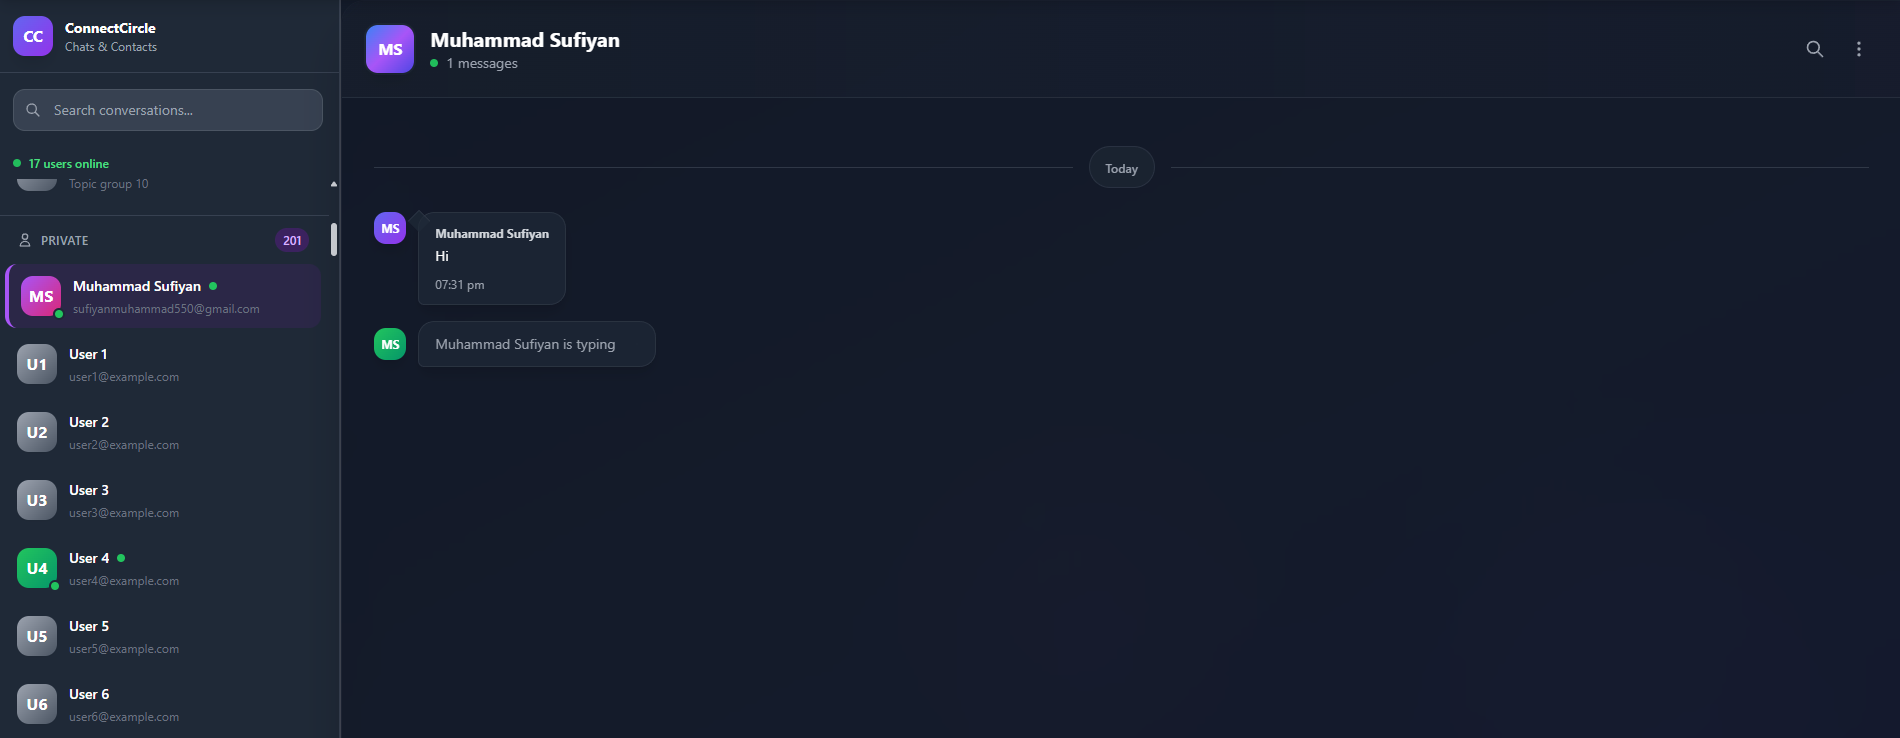 CC
ConnectCircle
Chats & Contacts
Search conversations...
17 users online
Topic group 10
PRIVATE
201
MS
Muhammad Sufiyan
sufiyanmuhammad550@gmail.com
U1
User 1
user1@example.com
U2
User 2
user2@example.com
U3
User 3
user3@example.com
U4
User 4
user4@example.com
U5
User 5
user5@example.com
U6
User 6
user6@example.com
MS
Muhammad Sufiyan
1 messages
Today
MS
Muhammad Sufiyan
Hi
07:31 pm
MS
Muhammad Sufiyan is typing